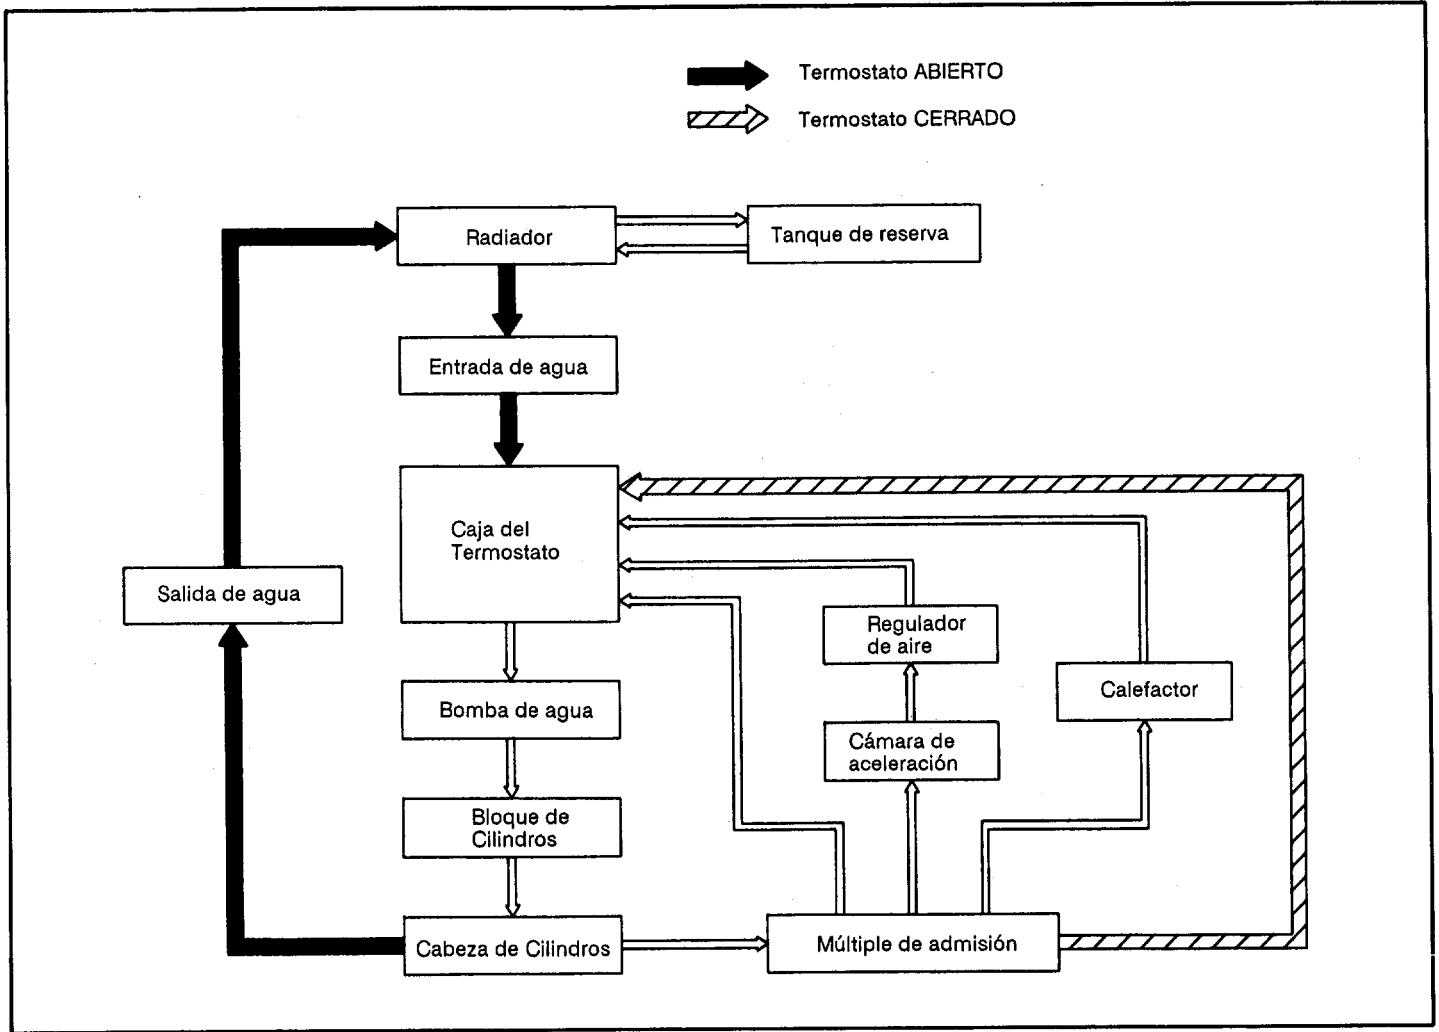 Termostato ABIERTO
Termostato CERRADO
Radiador
Tanque de reserva
Entrada de agua
Caja del
Termostato
Salida de agua
Regulador
de aire
Calefactor
Bomba de agua
Cámara de
aceleración
Bloque de
Cilindros
Cabeza de Cilindros
Múltiple de admisión